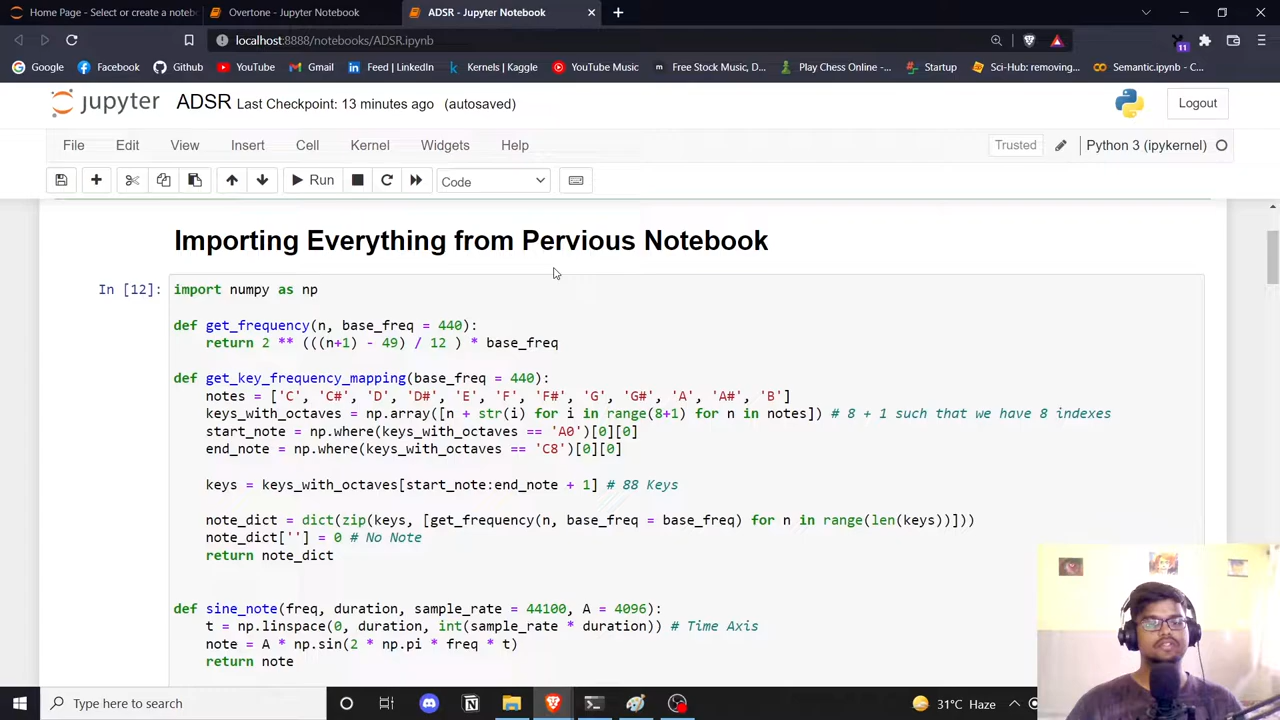 Home Page - Select or create a noteb
Overtone - Jupyter Notebook
ADSR - Jupyter Notebook
localhost:8888/notebooks/ADSR.ipynb
11
Google
Facebook
Github
YouTube
Gmail
Feed | LinkedIn
Kernels | Kaggle
YouTube Music
Free Stock Music, D...
Play Chess Online -...
Startup
Sci-Hub: removing...
Semantic.ipynb - C...
jupyter ADSR Last Checkpoint: 13 minutes ago (autosaved)
Logout
File Edit View Insert Cell Kernel Widgets Help
Trusted
Python 3 (ipykernel)
Run
Code
Importing Everything from Pervious Notebook
In [12]:
import numpy as np
def get_frequency(n, base_freq = 440):
return 2 ** (((n+1) - 49) / 12 ) * base_freq
def get_key_frequency_mapping(base_freq = 440):
notes = ['C', 'C#', 'D', 'D#', 'E', 'F', 'F#', 'G', 'G#', 'A', 'A#', 'B']
keys_with_octaves = np.array([n + str(i) for i in range(8+1) for n in notes]) # 8 + 1 such that we have 8 indexes
start_note = np.where(keys_with_octaves == 'A0')[0][0]
end_note = np.where(keys_with_octaves == 'C8')[0][0]
keys = keys_with_octaves[start_note:end_note + 1] # 88 Keys
note_dict = dict(zip(keys, [get_frequency(n, base_freq = base_freq) for n in range(len(keys))]))
note_dict[''] = 0 # No Note
return note_dict
def sine_note(freq, duration, sample_rate = 44100, A = 4096):
t = np.linspace(0, duration, int(sample_rate * duration)) # Time Axis
note = A * np.sin(2 * np.pi * freq * t)
return note
Type here to search
31°C Haze